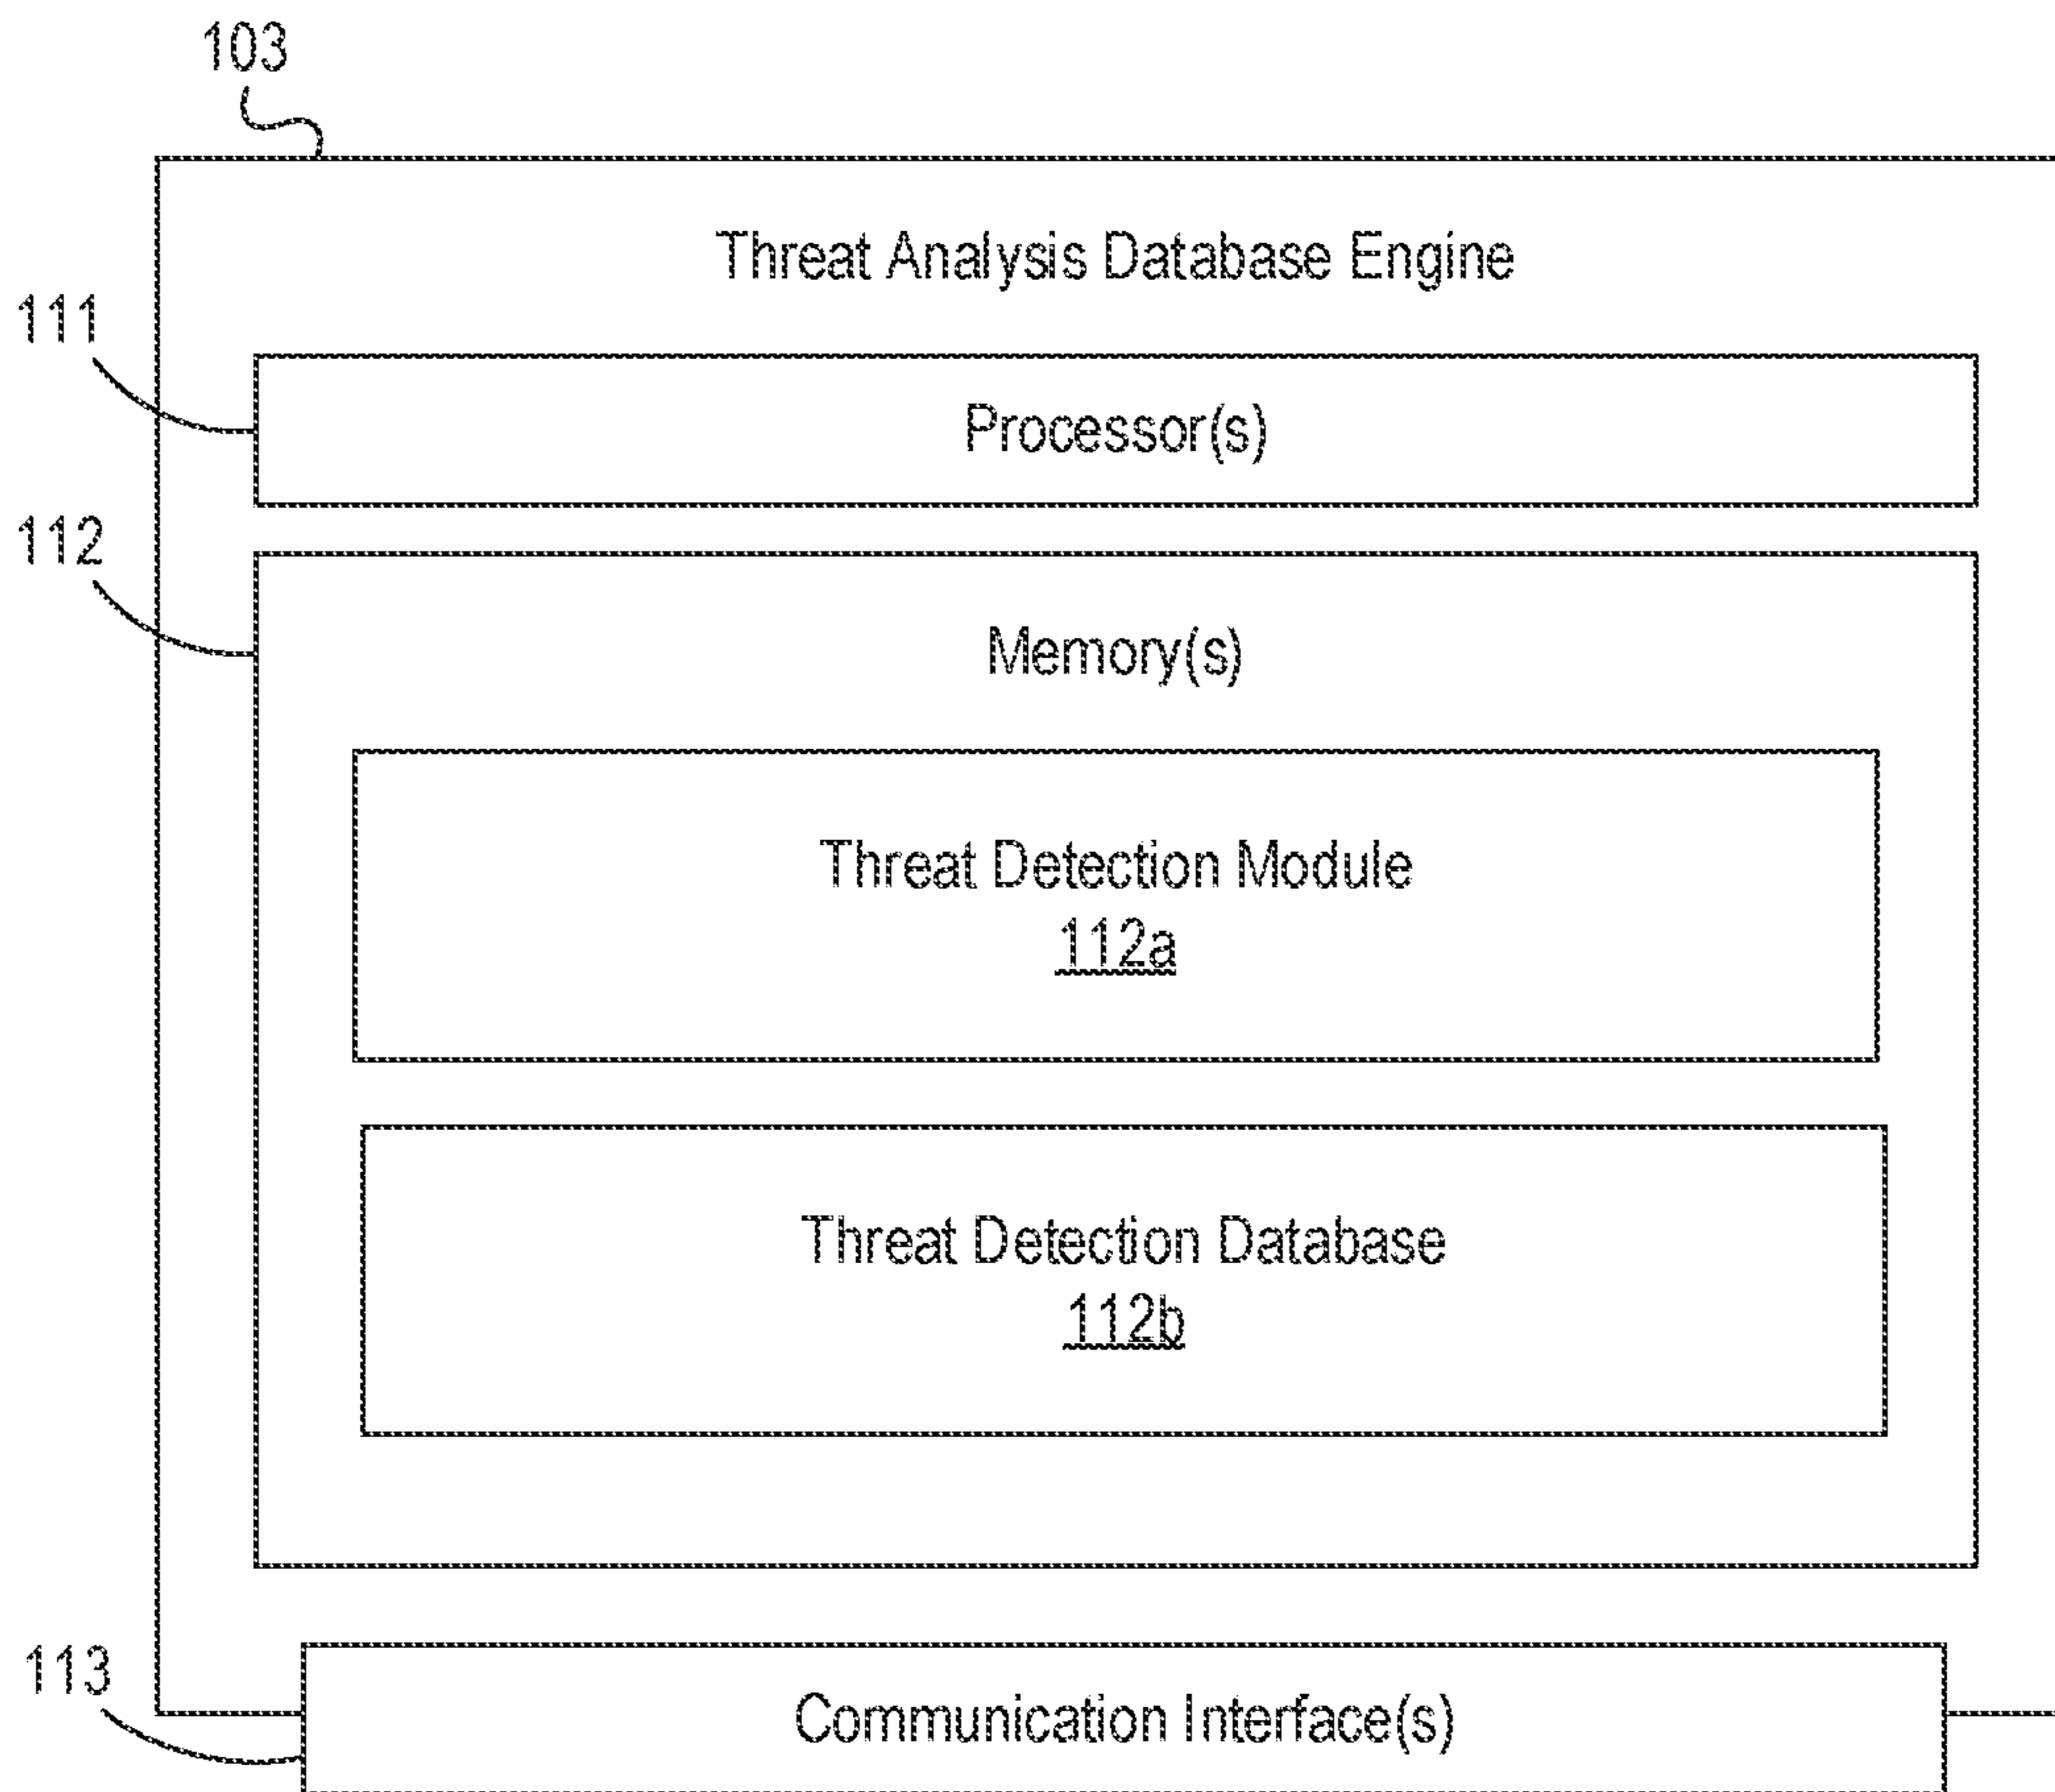 103
Threat Analysis Database Engine
111
Processor(s)
112
Memory(s)
Threat Detection Module
112a
Threat Detection Database
112b
113
Communication Interface(s)